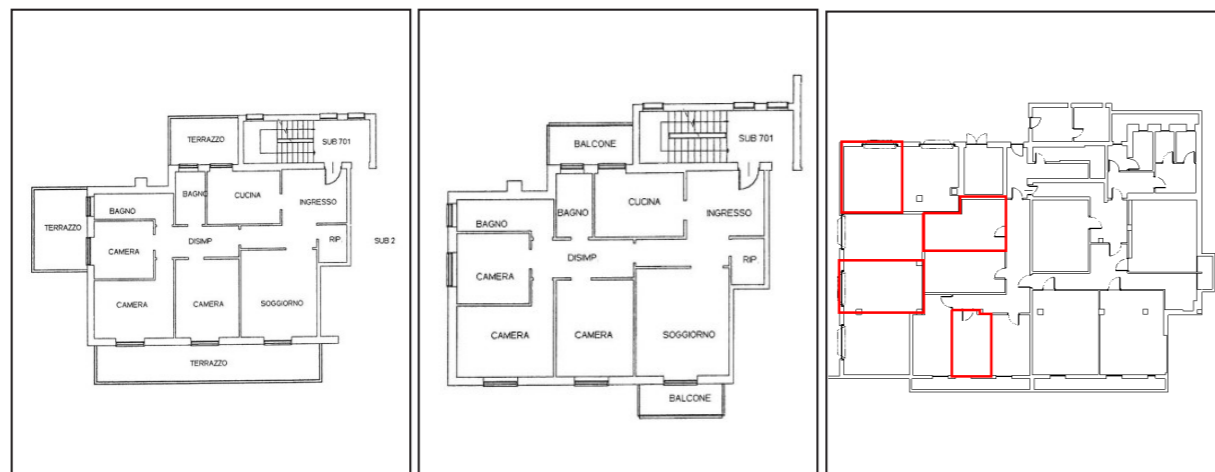 TERRAZZO
SUB 701
BAGNO
CUCINA
BAGNO
INGRESSO
TERRAZZO
DISIMP
RIP.
SUB 2
CAMERA
CAMERA
CAMERA
SOGGIORNO
TERRAZZO
BALCONE
SUB 701
CUCINA
BAGNO
BAGNO
INGRESSO
DISIMP.
RIP.
CAMERA
CAMERA
CAMERA
SOGGIORNO
BALCONE